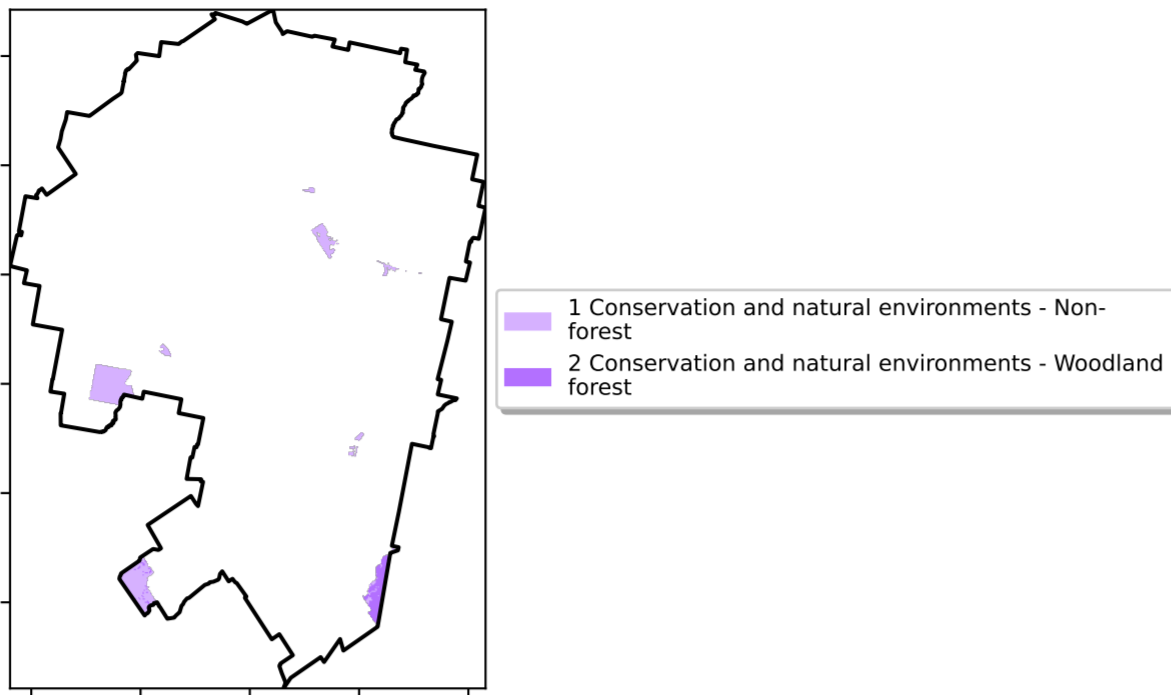 1 Conservation and natural environments - Non-
forest
2 Conservation and natural environments - Woodland
forest